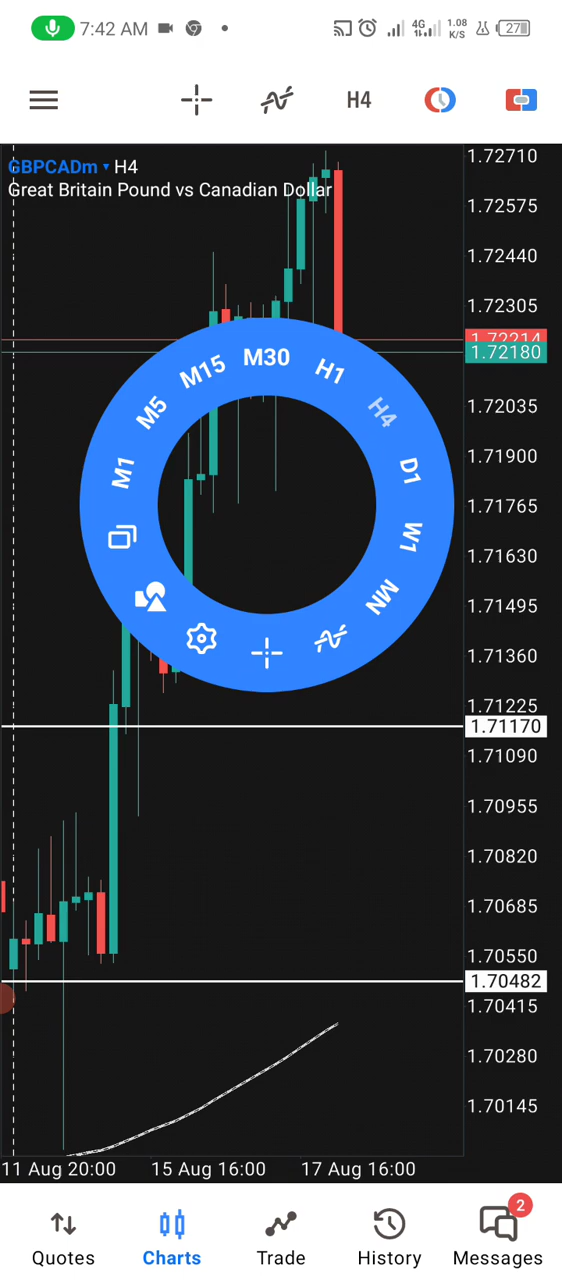 7:42 AM
4G
1.08
K/S
27
H4
GBPCADm H4
Great Britain Pound vs Canadian Dollar
1.72710
1.72575
1.72440
1.72305
1.72214
1.72180
1.72035
1.71900
1.71765
1.71630
1.71495
1.71360
1.71225
1.71170
1.71090
1.70955
1.70820
1.70685
1.70550
1.70482
1.70415
1.70280
1.70145
M1
M5
M15
M30
H1
H4
D1
W1
MN
11 Aug 20:00 15 Aug 16:00 17 Aug 16:00
2
Quotes Charts Trade History Messages